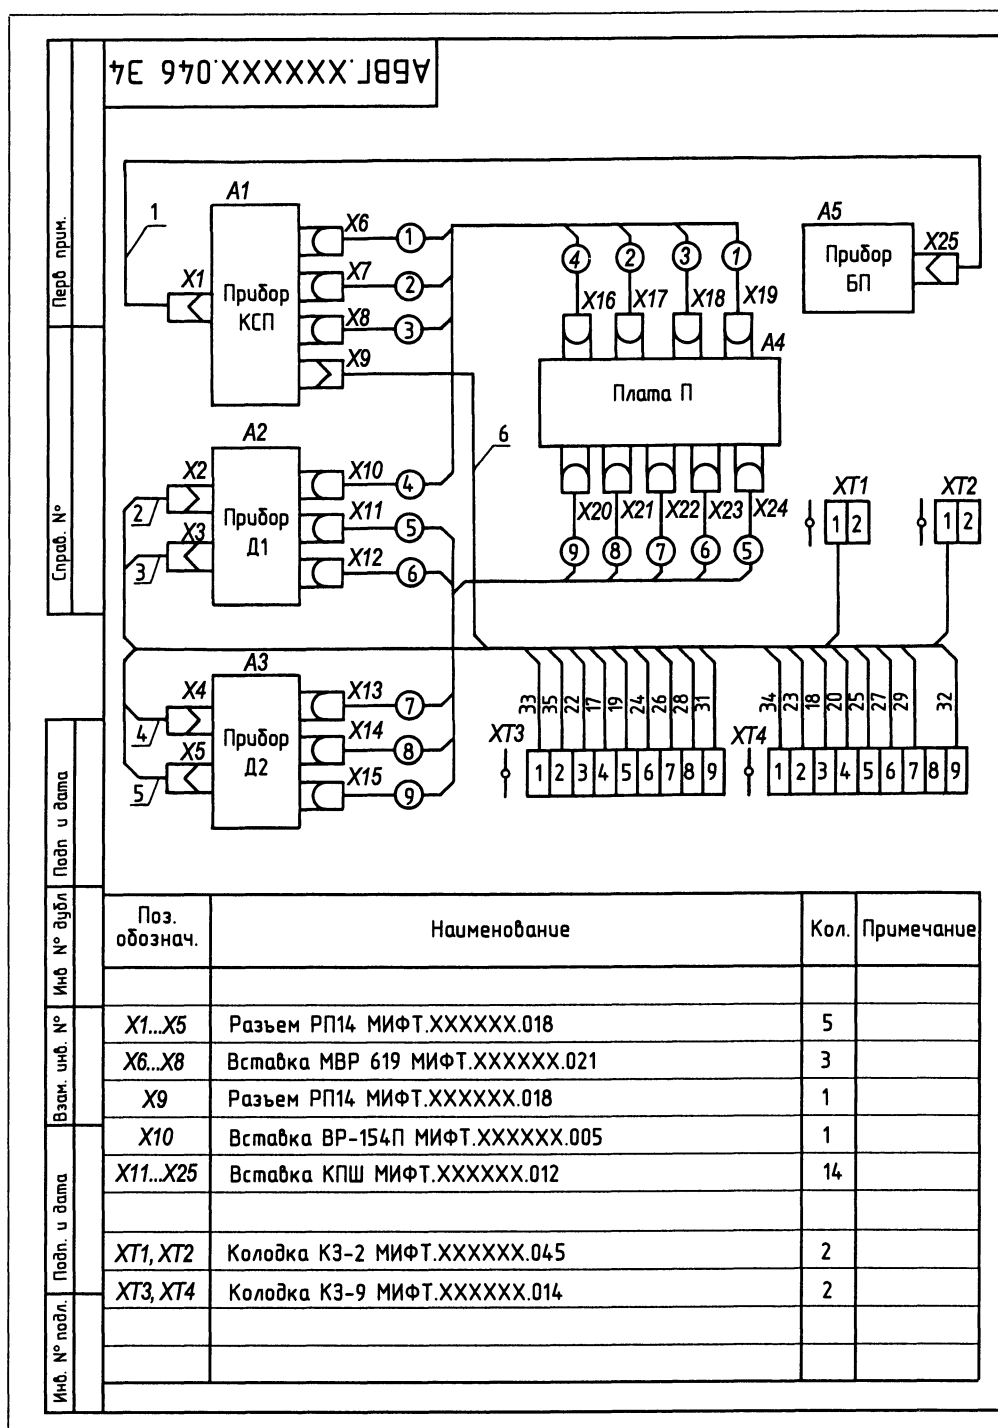 АБВГ.XXXXXX.046 Э4
Перв прим.
Справ. N°
Подп и дата
Инв N° дубл
Взам. инв. N°
Подп. и дата
Инв. N° подл.
1
A1
X1
Прибор
КСП
X6
1
X7
2
X8
3
X9
4
2
3
1
X16
X17
X18
X19
A4
Плата П
A5
Прибор
БП
X25
6
A2
X2
2
X3
3
Прибор
Д1
X10
4
X11
5
X12
6
X20
X21
X22
X23
X24
9
8
7
6
5
XT1
1 2
XT2
1 2
A3
X4
4
X5
5
Прибор
Д2
X13
7
X14
8
X15
9
33 35 22 17 19 24 26 28 31
XT3
1 2 3 4 5 6 7 8 9
34 23 18 20 25 27 29 32
XT4
1 2 3 4 5 6 7 8 9
Поз. обознач. Наименование Кол. Примечание
X1...X5 Разъем РП14 МИФТ.XXXXXX.018 5
X6...X8 Вставка МВР 619 МИФТ.XXXXXX.021 3
X9 Разъем РП14 МИФТ.XXXXXX.018 1
X10 Вставка ВР-154П МИФТ.XXXXXX.005 1
X11...X25 Вставка КПШ МИФТ.XXXXXX.012 14
XT1, XT2 Колодка КЗ-2 МИФТ.XXXXXX.045 2
XT3, XT4 Колодка КЗ-9 МИФТ.XXXXXX.014 2